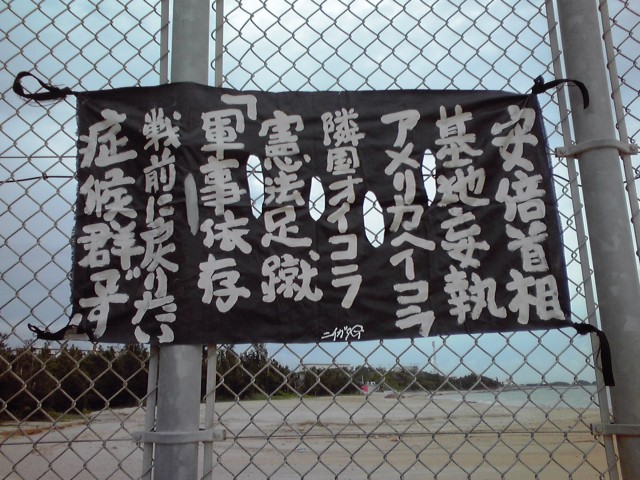 安倍首相
基地妄執
アメリカヘイコラ
隣国オイコラ
憲法足蹴
「軍事依存
戦前に戻りたい
症候群